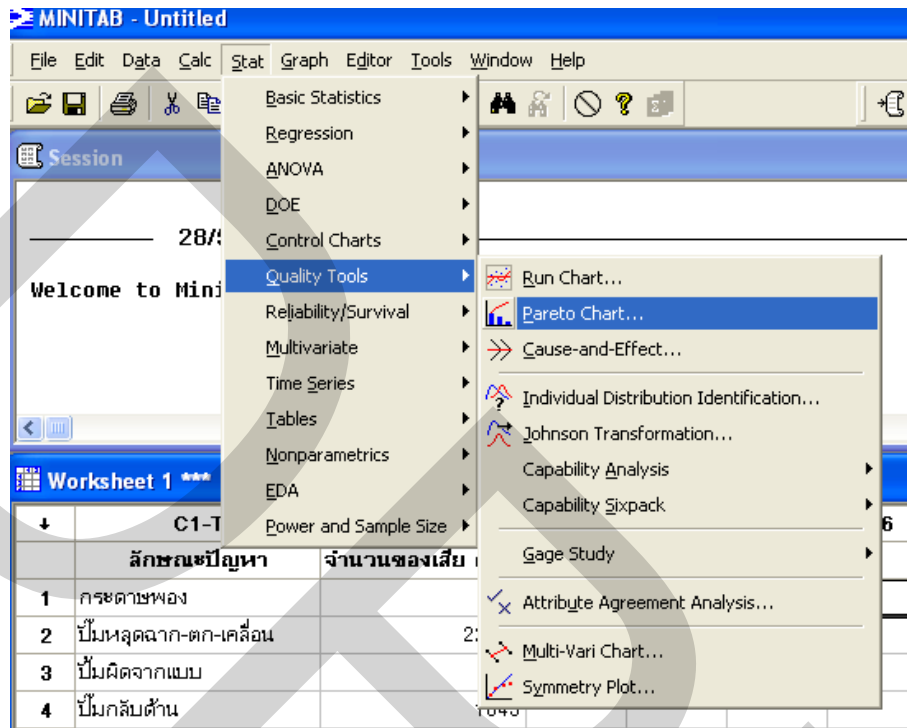 MINITAB - Untitled
File Edit Data Calc Stat Graph Editor Tools Window Help
Session
28/
Welcome to Mini
Basic Statistics
Regression
ANOVA
DOE
Control Charts
Quality Tools
Reliability/Survival
Multivariate
Time Series
Tables
Nonparametrics
EDA
Power and Sample Size
Run Chart...
Pareto Chart...
Cause-and-Effect...
Individual Distribution Identification...
Johnson Transformation...
Capability Analysis
Capability Sixpack
Gage Study
Attribute Agreement Analysis...
Multi-Vari Chart...
Symmetry Plot...
Worksheet 1 ***
C1-T 6
ลักษณะปัญหา จำนวนของเสีย
1 กระดาษพอง
2 ปั๊มหลุดฉาก-ตก-เคลื่อน
3 ปั๊มผิดจากแบบ
4 ปั๊มกลับด้าน